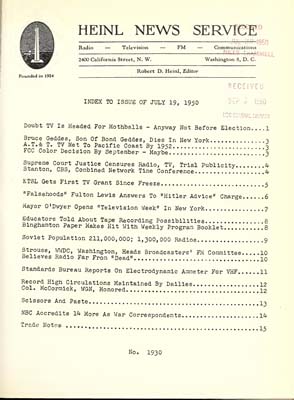 HEINL NEWS SERVICE
Radio — Television — FM — Communications
2400 California Street, N. W. Washington 8, D. C.
Robert D. Heinl, Editor
Founded in 1924
RECEIVED
INDEX TO ISSUE OF JULY 19, 1950
Doubt TV Is Headed For Mothballs - Anyway Not Before Election....1
Bruce Geddes, Son Of Bond Geddes, Dies In New York...............3
A.T.& T. TV Net To Pacific Coast By 1952.........................3
FCC Color Decision By September - Maybe..........................3
Supreme Court Justice Censures Radio, TV, Trial Publicity........4
Stanton, CBS, Combined Network Time Conference...................4
KTSL Gets First TV Grant Since Freeze............................5
"Falsehoods" Fulton Lewis Answers To "Hitler Advice" Charge......6
Mayor O'Dwyer Opens "Television Week" In New York................7
Educators Told About Tape Recording Possibilities................8
Binghamton Paper Makes Hit With Weekly Program Booklet...........8
Soviet Population 211,000,000; 1,300,000 Radios..................9
Strouse, WWDC, Washington, Heads Broadcasters' FM Committee.....10
Believes Radio Far From "Dead"..................................10
Standards Bureau Reports On Electrodynamic Ammeter For VHF......11
Record High Circulations Maintained By Dailies..................12
Col. McCormick, WGN, Honored....................................12
Scissors And Paste..............................................13
NBC Accredits 14 More As War Correspondents.....................14
Trade Notes ....................................................15
No. 1930